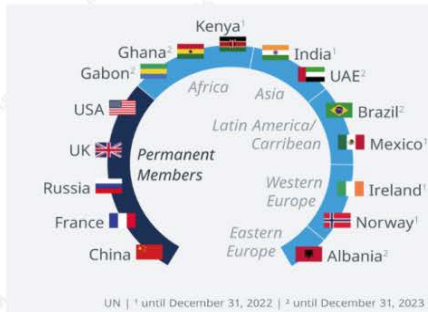 Kenya¹
Ghana²
India¹
Gabon²
UAE²
Africa
Asia
USA
Brazil²
Latin America/
Carribean
UK
Permanent
Members
Mexico¹
Russia
Western
Europe
Ireland¹
France
Norway¹
Eastern
Europe
China
Albania²
UN | ¹ until December 31, 2022 | ² until December 31, 2023